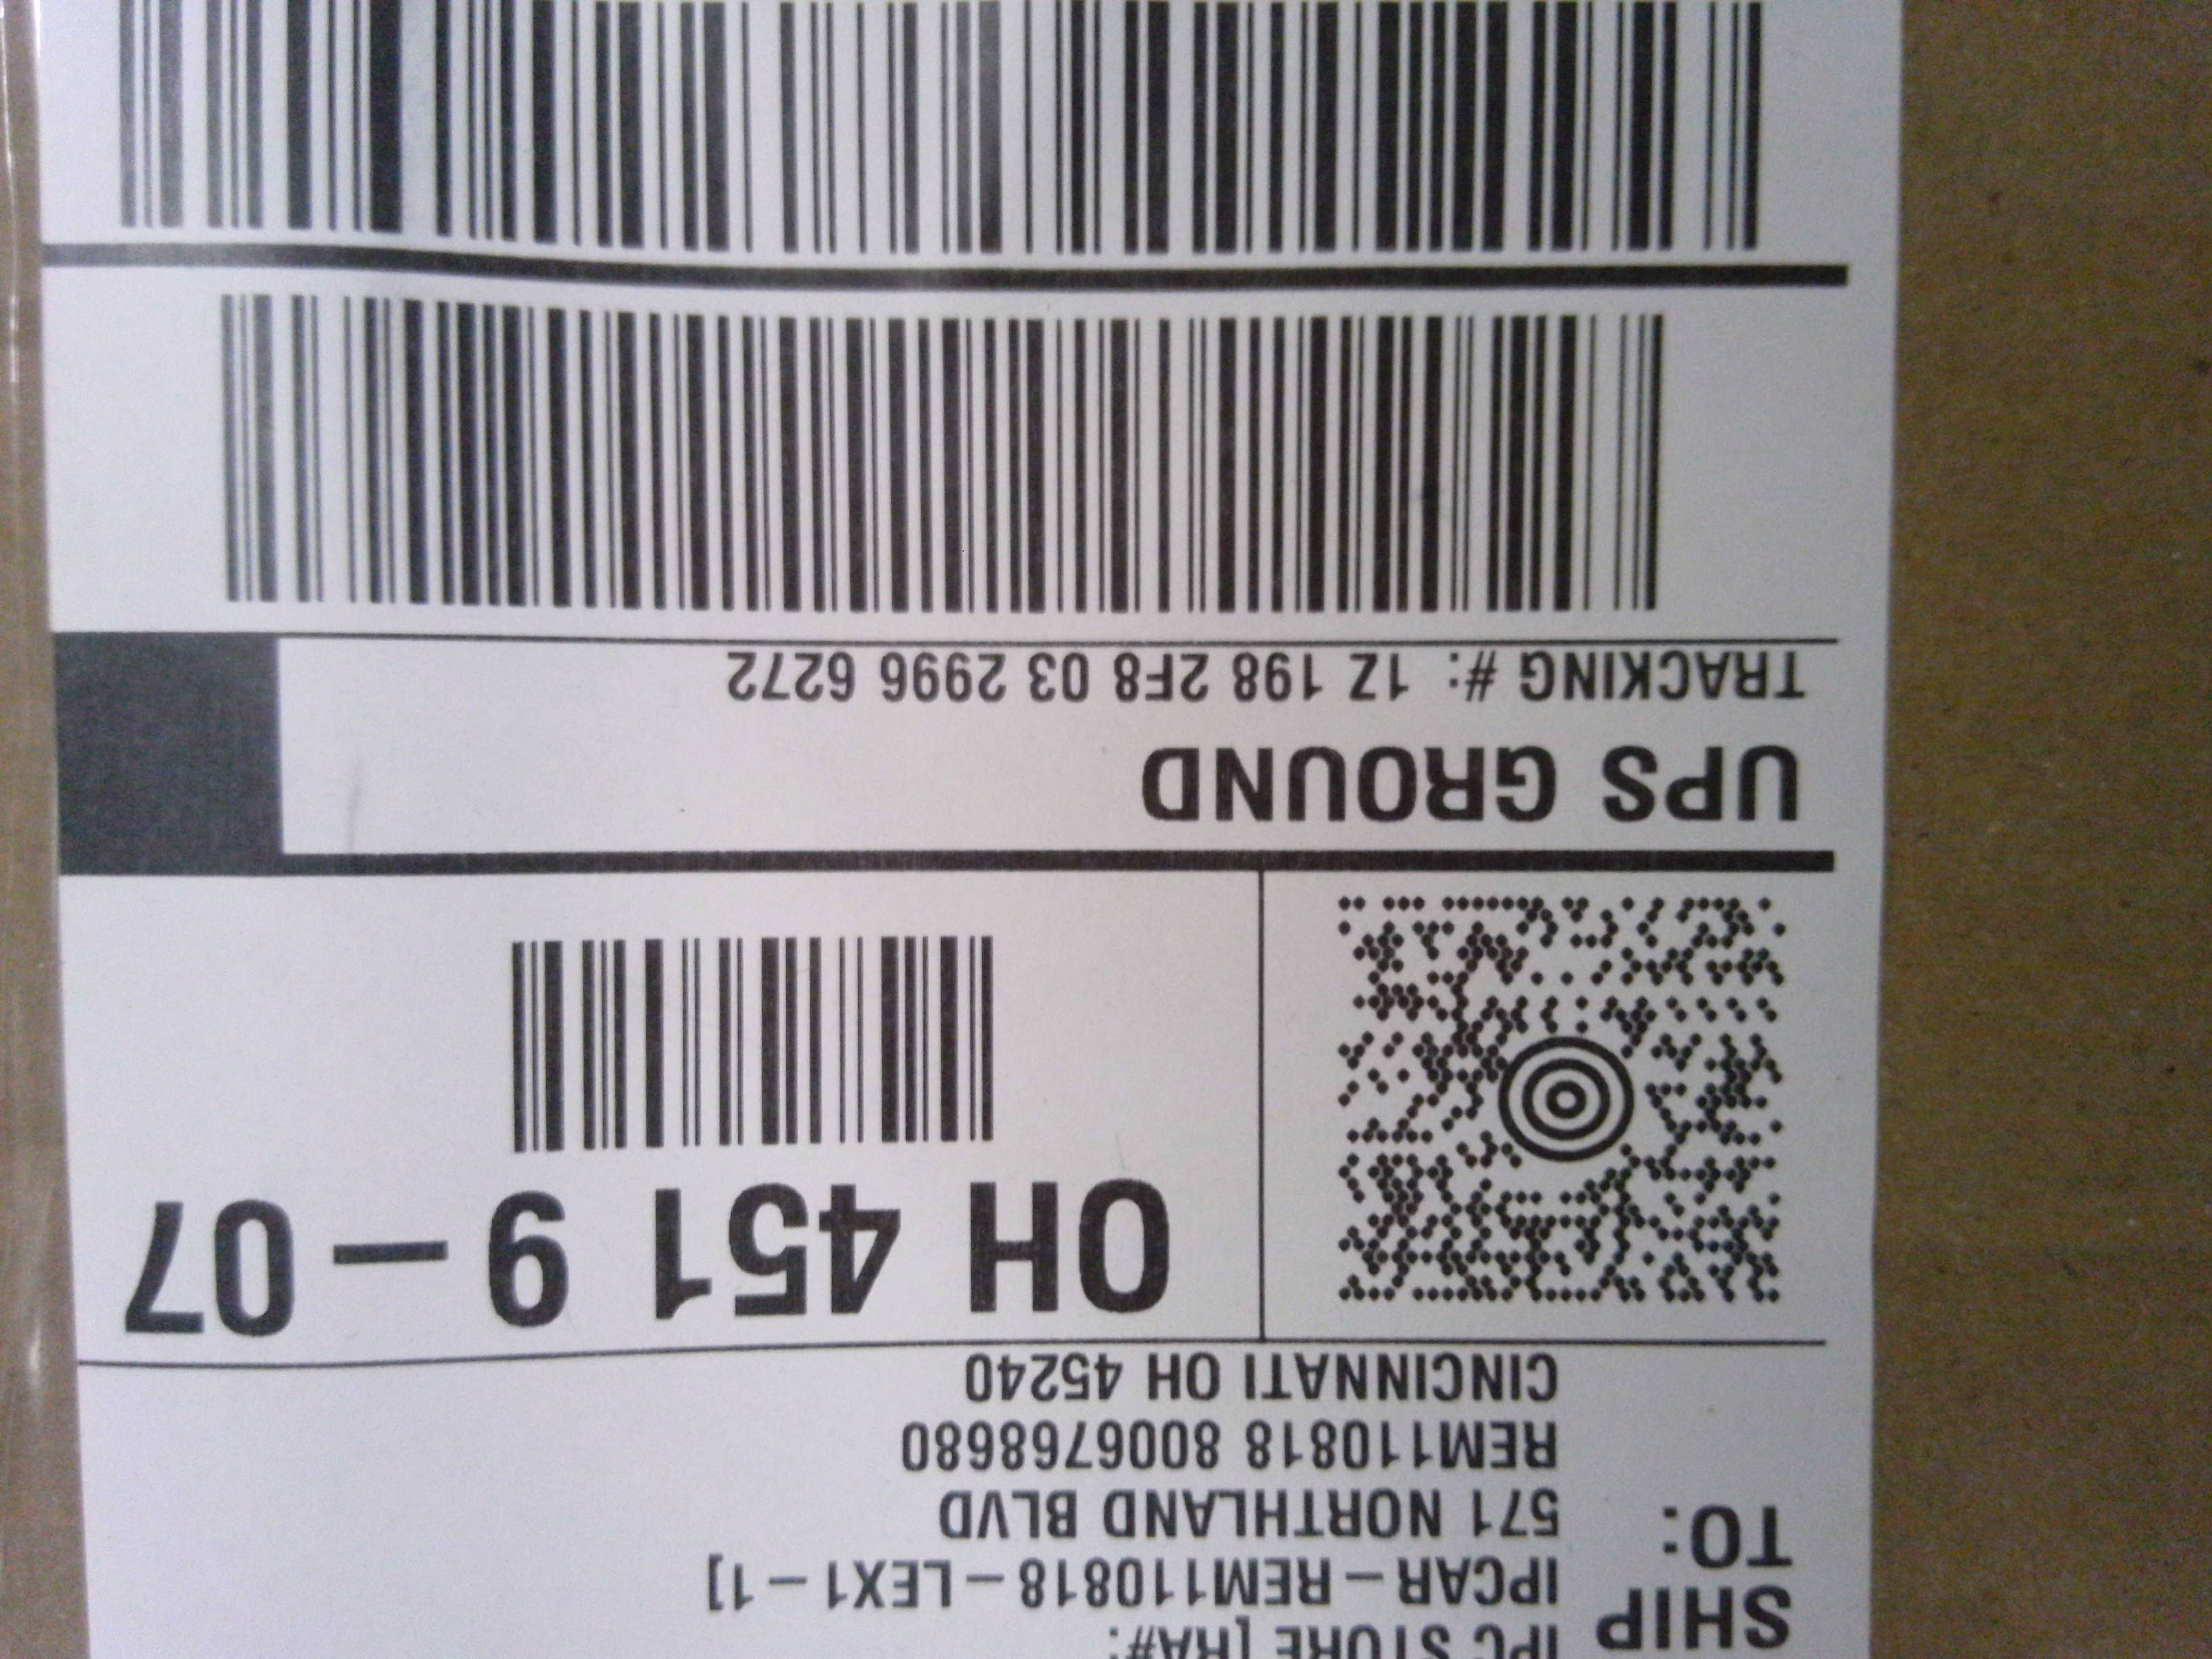 IPC STORE [RA#:
IPCAR-REM110818-LEX1-1]
571 NORTHLAND BLVD
REM110818 8006768680
CINCINNATI OH 45240
SHIP
TO:
OH 451 9-07
UPS GROUND
TRACKING #: 1Z 198 2F8 03 2996 6272